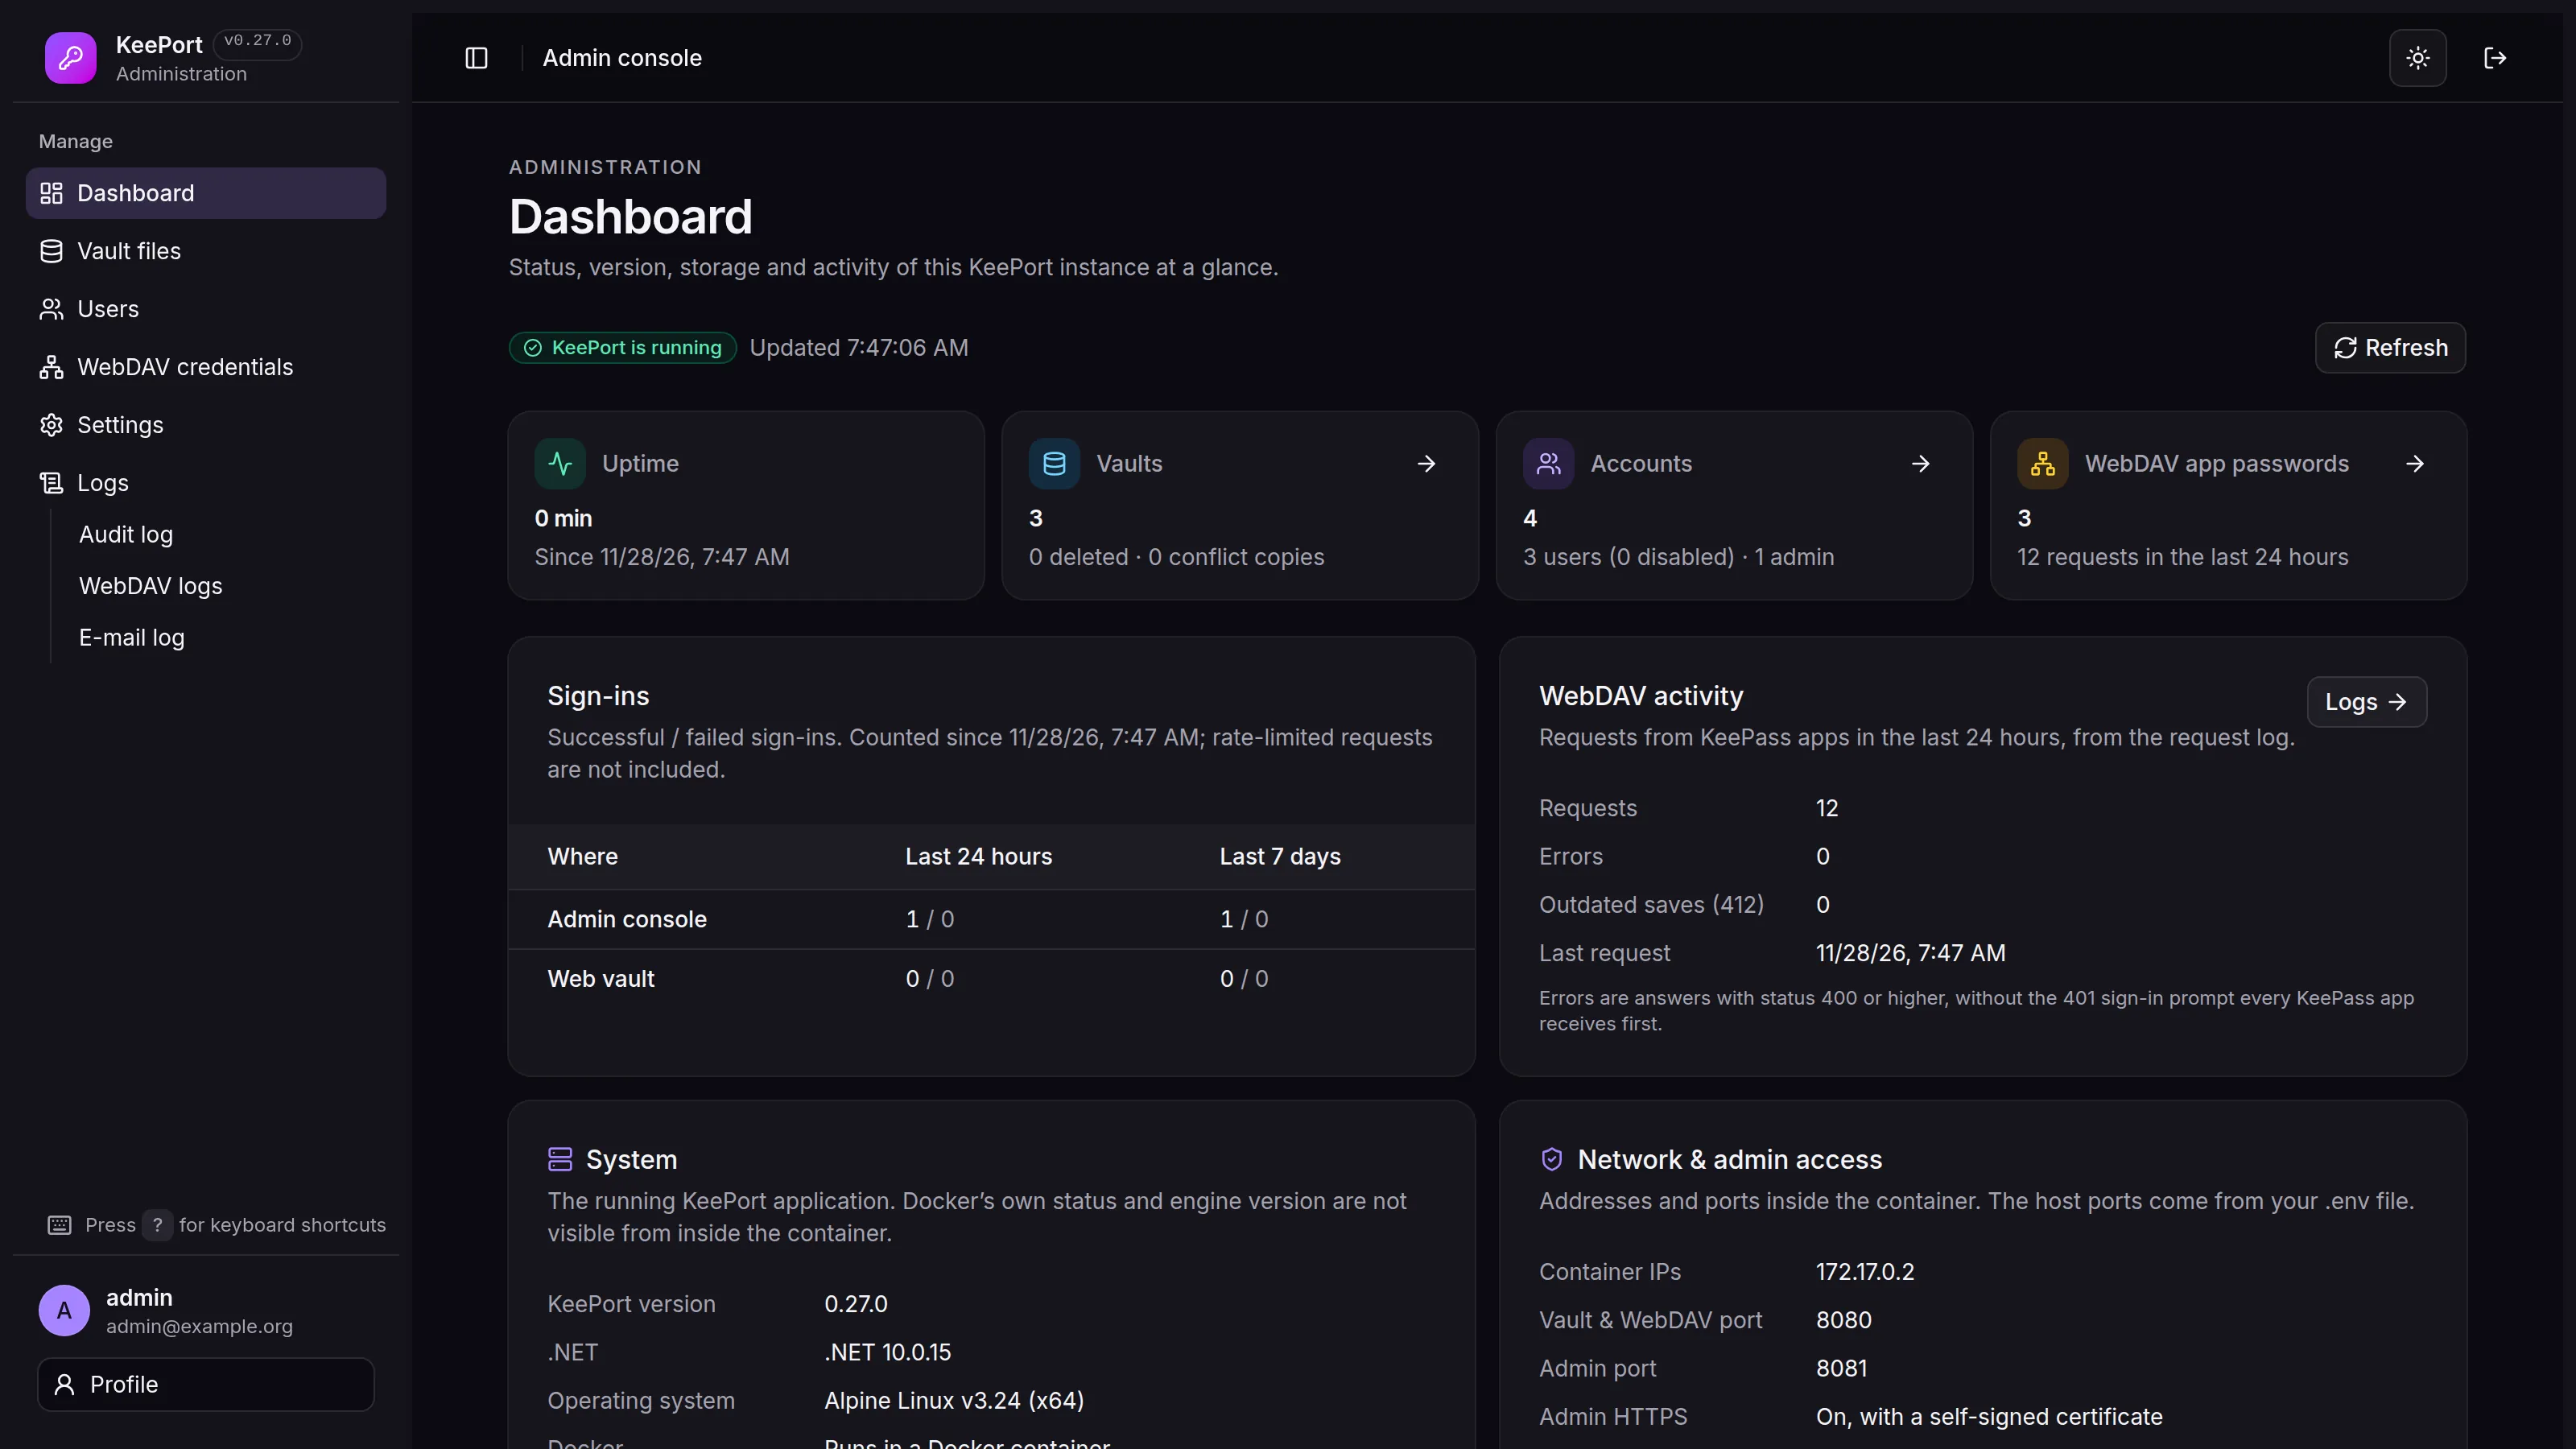 KeePort v0.27.0
Administration
Manage
Dashboard
Vault files
Users
WebDAV credentials
Settings
Logs
Audit log
WebDAV logs
E-mail log
Press ? for keyboard shortcuts
A
admin
admin@example.org
Profile
Admin console
ADMINISTRATION
Dashboard
Status, version, storage and activity of this KeePort instance at a glance.
KeePort is running Updated 7:47:06 AM
Refresh
Uptime
0 min
Since 11/28/26, 7:47 AM
Vaults
3
0 deleted · 0 conflict copies
Accounts
4
3 users (0 disabled) · 1 admin
WebDAV app passwords
3
12 requests in the last 24 hours
Sign-ins
Successful / failed sign-ins. Counted since 11/28/26, 7:47 AM; rate-limited requests
are not included.
Where Last 24 hours Last 7 days
Admin console 1 / 0 1 / 0
Web vault 0 / 0 0 / 0
WebDAV activity
Logs
Requests from KeePass apps in the last 24 hours, from the request log.
Requests 12
Errors 0
Outdated saves (412) 0
Last request 11/28/26, 7:47 AM
Errors are answers with status 400 or higher, without the 401 sign-in prompt every KeePass app
receives first.
System
The running KeePort application. Docker’s own status and engine version are not
visible from inside the container.
KeePort version 0.27.0
.NET .NET 10.0.15
Operating system Alpine Linux v3.24 (x64)
Docker Runs in a Docker container
Network & admin access
Addresses and ports inside the container. The host ports come from your .env file.
Container IPs 172.17.0.2
Vault & WebDAV port 8080
Admin port 8081
Admin HTTPS On, with a self-signed certificate